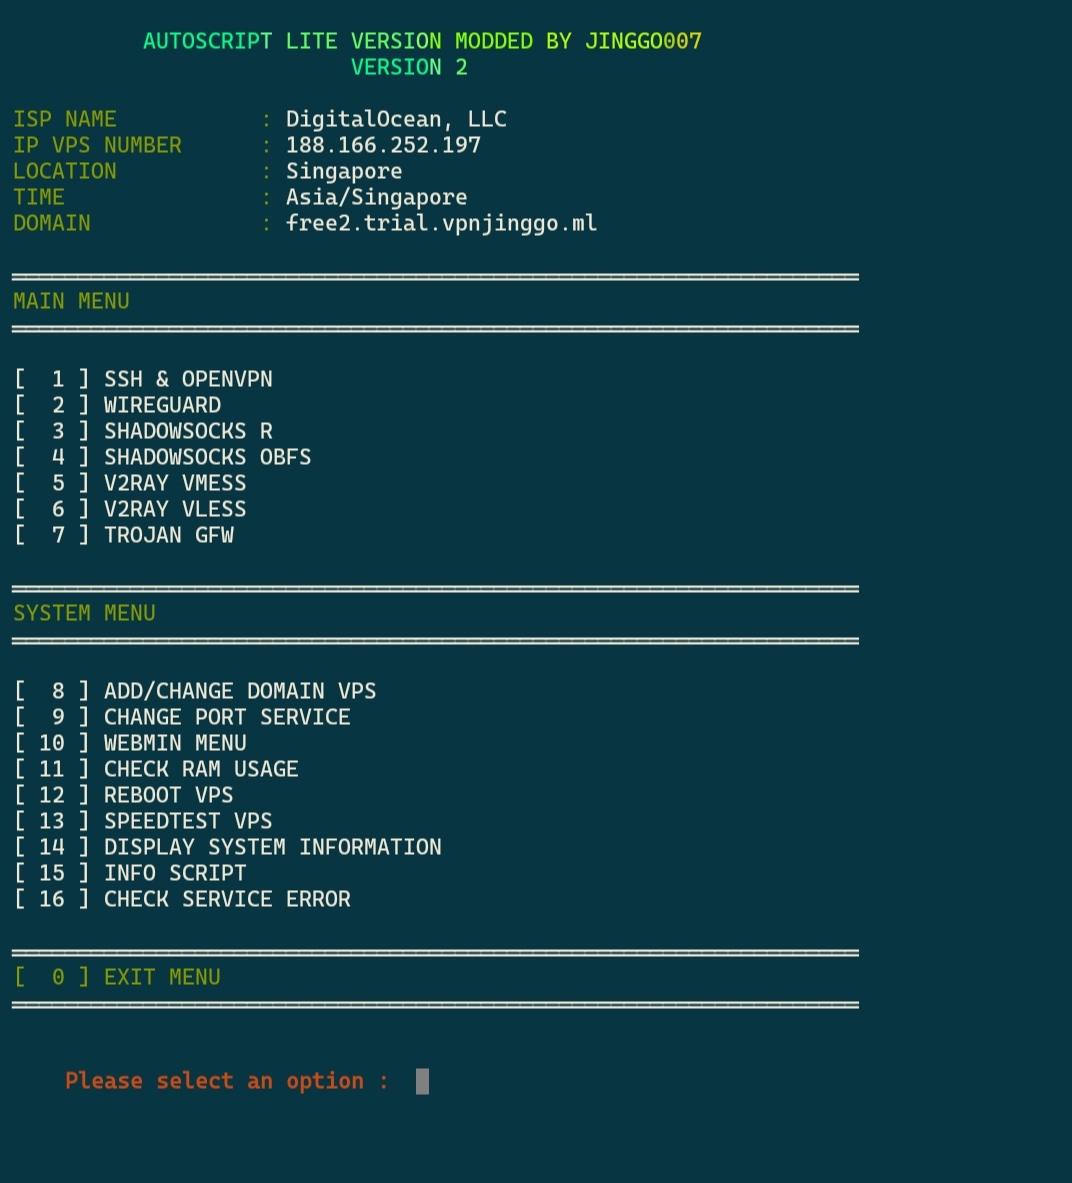 AUTOSCRIPT LITE VERSION MODDED BY JINGGO007
VERSION 2
ISP NAME : DigitalOcean, LLC
IP VPS NUMBER : 188.166.252.197
LOCATION : Singapore
TIME : Asia/Singapore
DOMAIN : free2.trial.vpnjinggo.ml
MAIN MENU
[ 1 ] SSH & OPENVPN
[ 2 ] WIREGUARD
[ 3 ] SHADOWSOCKS R
[ 4 ] SHADOWSOCKS OBFS
[ 5 ] V2RAY VMESS
[ 6 ] V2RAY VLESS
[ 7 ] TROJAN GFW
SYSTEM MENU
[ 8 ] ADD/CHANGE DOMAIN VPS
[ 9 ] CHANGE PORT SERVICE
[ 10 ] WEBMIN MENU
[ 11 ] CHECK RAM USAGE
[ 12 ] REBOOT VPS
[ 13 ] SPEEDTEST VPS
[ 14 ] DISPLAY SYSTEM INFORMATION
[ 15 ] INFO SCRIPT
[ 16 ] CHECK SERVICE ERROR
[ 0 ] EXIT MENU
Please select an option :